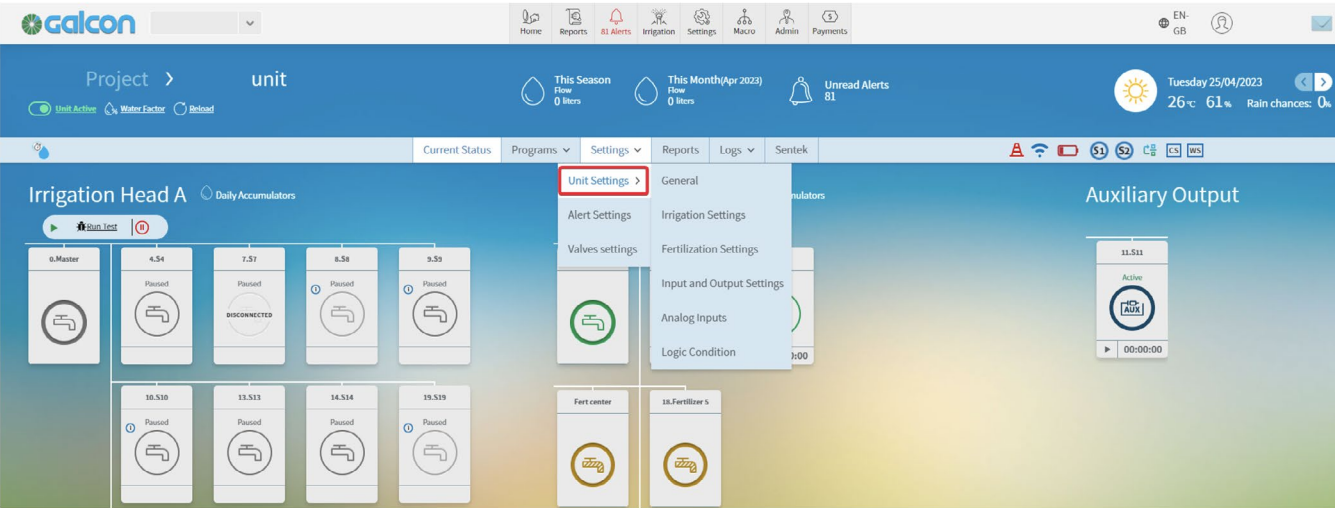 Galcon
Home Reports 81 Alerts Irrigation Settings Macro Admin Payments
EN-
GB
Project > unit
Unit Active Water Factor Reload
This Season
Flow
0 liters
This Month(Apr 2023)
Flow
0 liters
Unread Alerts
81
Tuesday 25/04/2023
26°C 61% Rain chances: 0%
Current Status Programs Settings Reports Logs Sentek
S1 S2 CS WS
Unit Settings >
Alert Settings
Valves settings
General
Irrigation Settings
Fertilization Settings
Input and Output Settings
Analog Inputs
Logic Condition
Irrigation Head A Daily Accumulators
Run Test
0.Master 4.S4 7.S7 8.S8 9.S9
Paused Paused Paused Paused
DISCONNECTED
10.S10 13.S13 14.S14 19.S19
Paused Paused Paused Paused
mulators
):00
Fert center 18.Fertilizer S
Auxiliary Output
11.S11
Active
AUX
00:00:00